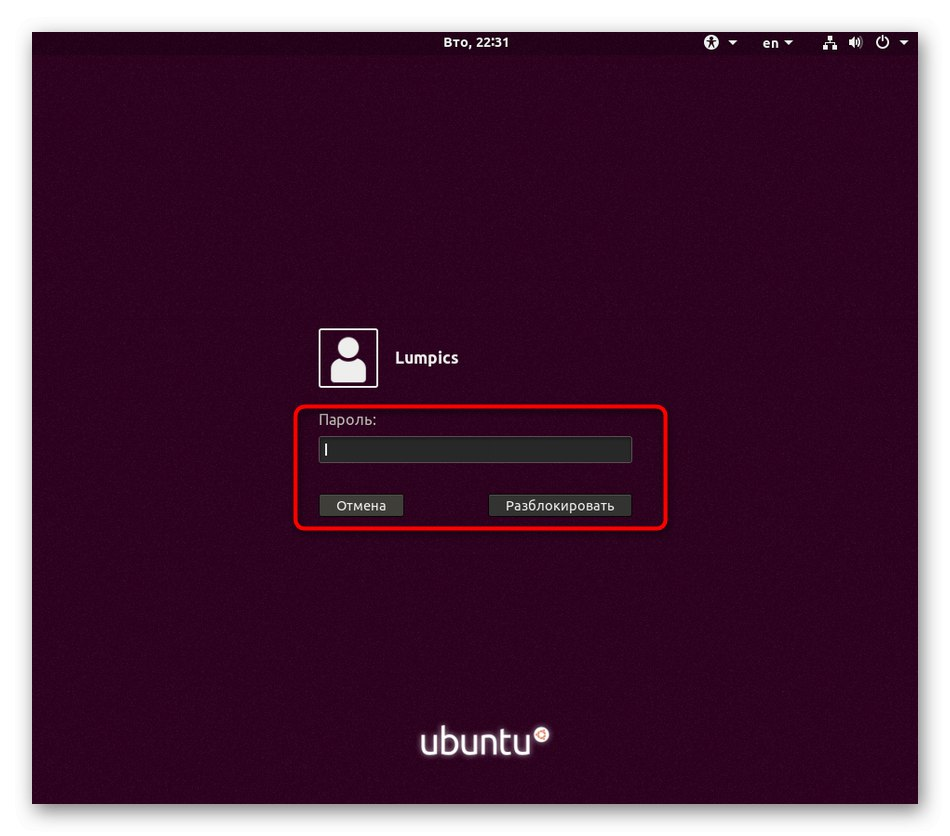 Вто, 22:31
en
Lumpics
Пароль:
Отмена
Разблокировать
ubuntu